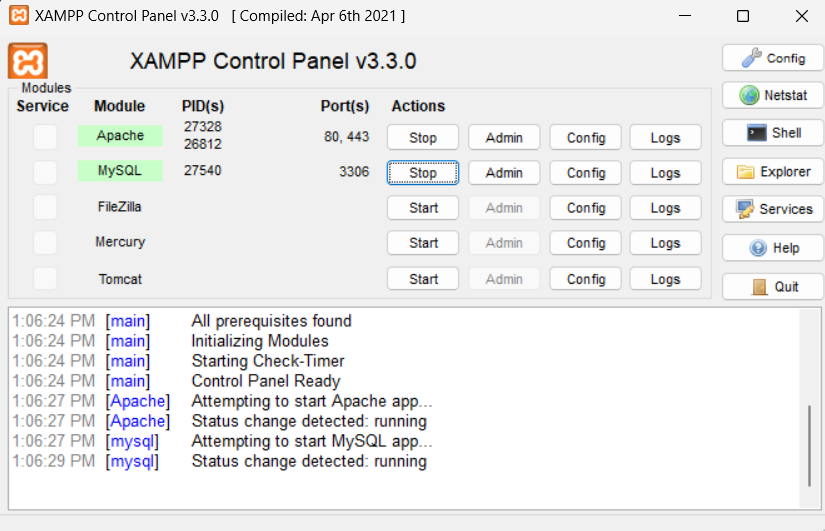 XAMPP Control Panel v3.3.0 [ Compiled: Apr 6th 2021 ]
XAMPP Control Panel v3.3.0
Config
Modules
Service Module PID(s) Port(s) Actions
Netstat
Apache 27328 26812 80, 443 Stop Admin Config Logs
Shell
MySQL 27540 3306 Stop Admin Config Logs
Explorer
FileZilla Start Admin Config Logs
Services
Mercury Start Admin Config Logs
Help
Tomcat Start Admin Config Logs
Quit
1:06:24 PM [main] All prerequisites found
1:06:24 PM [main] Initializing Modules
1:06:24 PM [main] Starting Check-Timer
1:06:24 PM [main] Control Panel Ready
1:06:27 PM [Apache] Attempting to start Apache app...
1:06:27 PM [Apache] Status change detected: running
1:06:27 PM [mysql] Attempting to start MySQL app...
1:06:29 PM [mysql] Status change detected: running